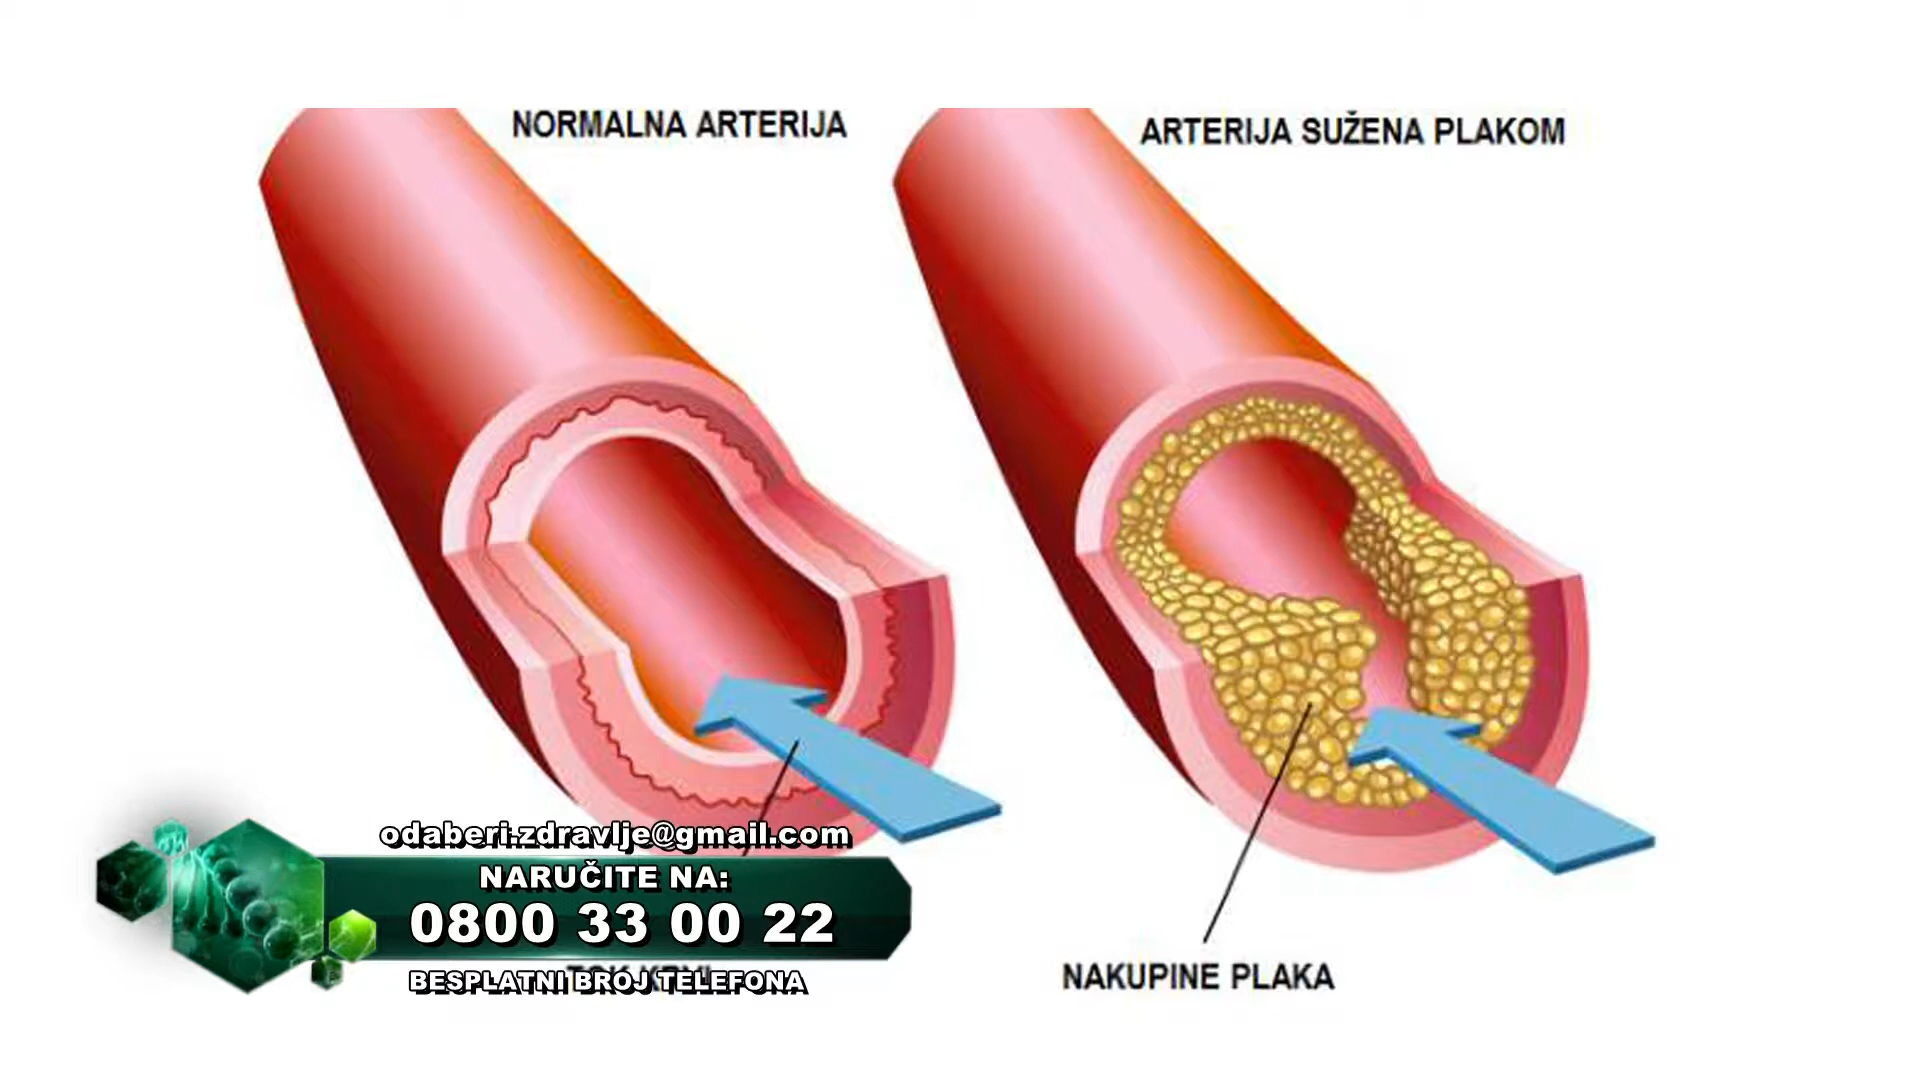 NORMALNA ARTERIJA
ARTERIJA SUŽENA PLAKOM
odaberi.zdravlje@gmail.com
NARUČITE NA:
0800 33 00 22
BESPLATNI BROJ TELEFONA
NAKUPINE PLAKA